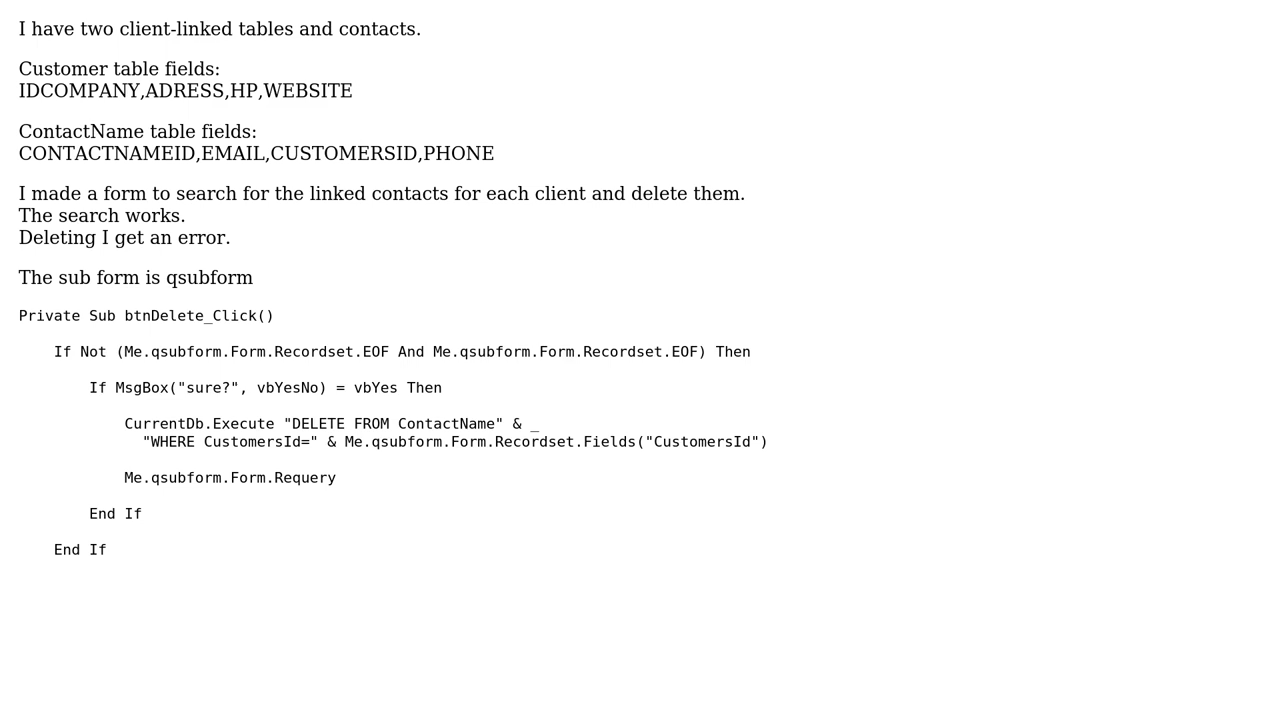 I have two client-linked tables and contacts.
Customer table fields:
IDCOMPANY,ADRESS,HP,WEBSITE
ContactName table fields:
CONTACTNAMEID,EMAIL,CUSTOMERSID,PHONE
I made a form to search for the linked contacts for each client and delete them.
The search works.
Deleting I get an error.
The sub form is qsubform
Private Sub btnDelete_Click()
    If Not (Me.qsubform.Form.Recordset.EOF And Me.qsubform.Form.Recordset.EOF) Then
        If MsgBox("sure?", vbYesNo) = vbYes Then
            CurrentDb.Execute "DELETE FROM ContactName" & _
              "WHERE CustomersId=" & Me.qsubform.Form.Recordset.Fields("CustomersId")
            Me.qsubform.Form.Requery
        End If
    End If